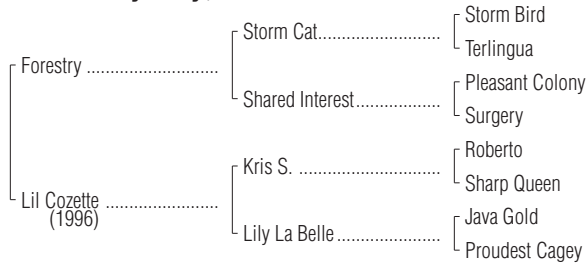 Storm Bird
Storm Cat....................
Terlingua
Forestry ............................
Pleasant Colony
Shared Interest..................
Surgery
Roberto
Kris S. ............................
Sharp Queen
Lil Cozette ........................
(1996)
Java Gold
Lily La Belle ......................
Proudest Cagey